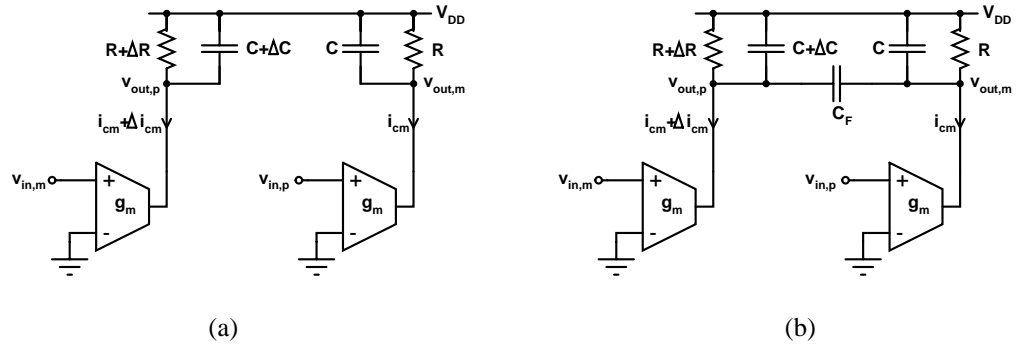 V_DD
R+ΔR
C+ΔC
C
R
v_out,p
v_out,m
i_cm+Δi_cm
i_cm
v_in,m
+
g_m
-
v_in,p
+
g_m
-
(a)
V_DD
R+ΔR
C+ΔC
C
R
v_out,p
v_out,m
C_F
i_cm+Δi_cm
i_cm
v_in,m
+
g_m
-
v_in,p
+
g_m
-
(b)